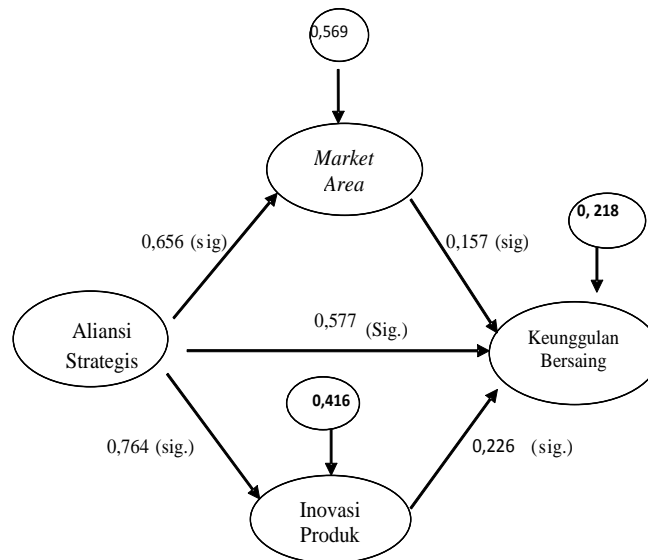 0,569
Market
Area
0, 218
0,656 (sig)
0,157 (sig)
0,577 (Sig.)
Aliansi
Strategis
Keunggulan
Bersaing
0,416
0,764 (sig.)
0,226 (sig.)
Inovasi
Produk